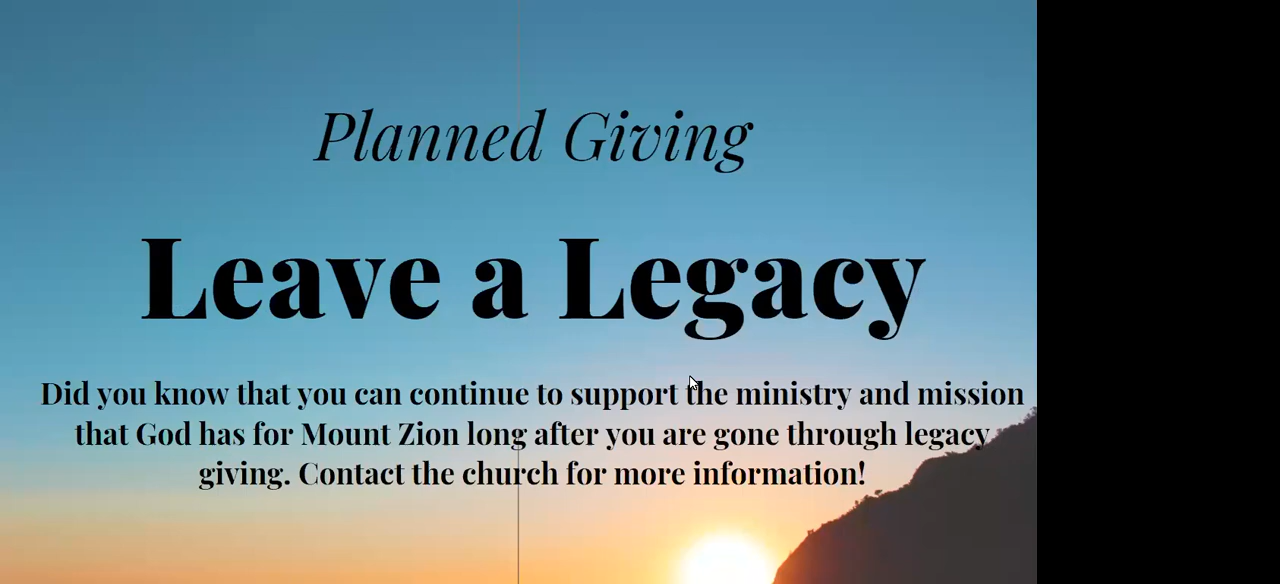 Planned Giving
Leave a Legacy
Did you know that you can continue to support the ministry and mission
that God has for Mount Zion long after you are gone through legacy
giving. Contact the church for more information!